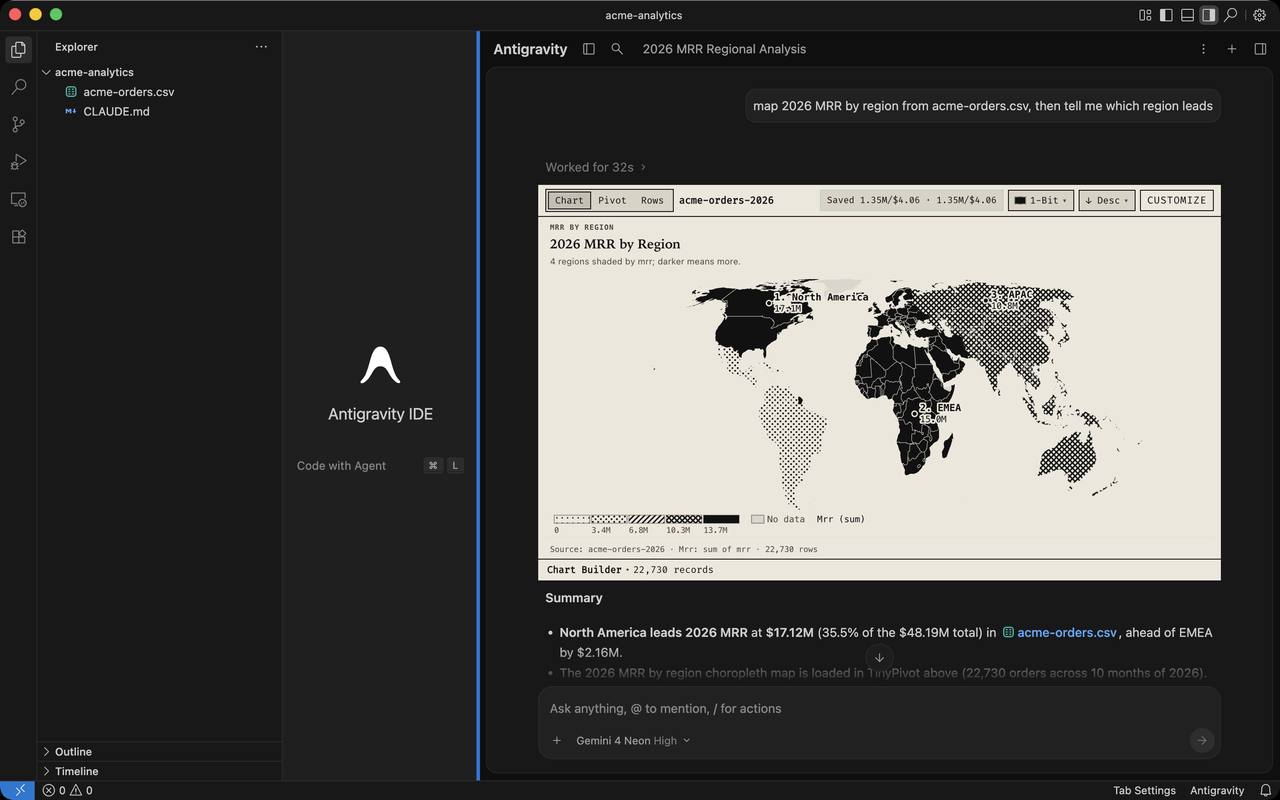 acme-analytics
Explorer
acme-analytics
acme-orders.csv
CLAUDE.md
Antigravity IDE
Code with Agent ⌘ L
Outline
Timeline
Antigravity
2026 MRR Regional Analysis
map 2026 MRR by region from acme-orders.csv, then tell me which region leads
Worked for 32s
Chart Pivot Rows acme-orders-2026 Saved 1.35M/$4.06 · 1.35M/$4.06 1-Bit ↓ Desc CUSTOMIZE
MRR BY REGION
2026 MRR by Region
4 regions shaded by mrr; darker means more.
1. North America
17.1M
3. APAC
10.8M
2. EMEA
15.0M
0 3.4M 6.8M 10.3M 13.7M
No data Mrr (sum)
Source: acme-orders-2026 · Mrr: sum of mrr · 22,730 rows
Chart Builder · 22,730 records
Summary
• North America leads 2026 MRR at $17.12M (35.5% of the $48.19M total) in acme-orders.csv, ahead of EMEA
by $2.16M.
• The 2026 MRR by region choropleth map is loaded in TinyPivot above (22,730 orders across 10 months of 2026).
Ask anything, @ to mention, / for actions
Gemini 4 Neon High
0 0
Tab Settings Antigravity